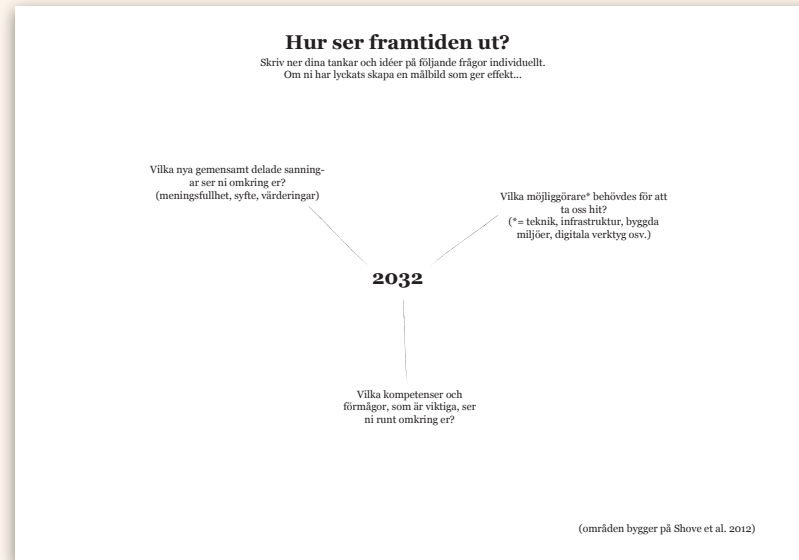 Hur ser framtiden ut?
Skriv ner dina tankar och idéer på följande frågor individuellt.
Om ni har lyckats skapa en målbild som ger effekt...
Vilka nya gemensamt delade sanning-
ar ser ni omkring er?
(meningsfullhet, syfte, värderingar)
Vilka möjliggörare* behövdes för att
ta oss hit?
(*= teknik, infrastruktur, byggda
miljöer, digitala verktyg osv.)
2032
Vilka kompetenser och
förmågor, som är viktiga, ser
ni runt omkring er?
(områden bygger på Shove et al. 2012)